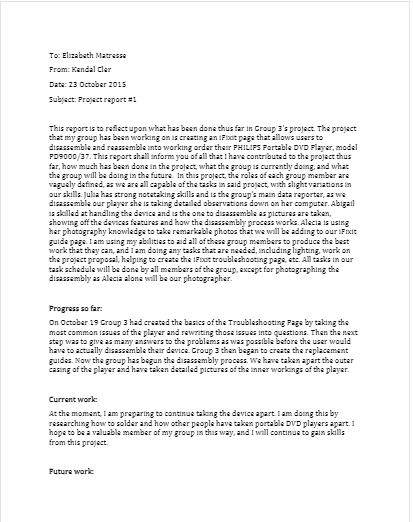 To: Elizabeth Matresse
From: Kendal Cler
Date: 23 October 2015
Subject: Project report #1
This report is to reflect upon what has been done thus far in Group 3's project. The project
that my group has been working on is creating an iFixit page that allows users to
disassemble and reassemble into working order their PHILIPS Portable DVD Player, model
PD9000/37. This report shall inform you of all that I have contributed to the project thus
far, how much has been done in the project, what the group is currently doing, and what
the group will be doing in the future. In this project, the roles of each group member are
vaguely defined, as we are all capable of the tasks in said project, with slight variations in
our skills. Julia has strong notetaking skills and is the group's main data reporter, as we
disassemble our player she is taking detailed observations down on her computer. Abigail
is skilled at handling the device and is the one to disassemble as pictures are taken,
showing off the devices features and how the disassembly process works. Alecia is using
her photography knowledge to take remarkable photos that we will be adding to our iFixit
guide page. I am using my abilities to aid all of these group members to produce the best
work that they can, and I am doing any tasks that are needed, including lighting, work on
the project proposal, helping to create the iFixit troubleshooting page, etc. All tasks in our
task schedule will be done by all members of the group, except for photographing the
disassembly as Alecia alone will be our photographer.
Progress so far:
On October 19 Group 3 had created the basics of the Troubleshooting Page by taking the
most common issues of the player and rewriting those issues into questions. Then the next
step was to give as many answers to the problems as was possible before the user would
have to actually disassemble their device. Group 3 then began to create the replacement
guides. Now the group has begun the disassembly process. We have taken apart the outer
casing of the player and have taken detailed pictures of the inner workings of the player.
Current work:
At the moment, I am preparing to continue taking the device apart. I am doing this by
researching how to solder and how other people have taken portable DVD players apart. I
hope to be a valuable member of my group in this way, and I will continue to gain skills
from this project.
Future work: